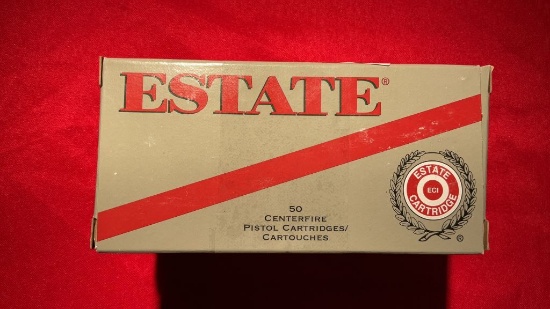 ESTATE®
50
CENTERFIRE
PISTOL CARTRIDGES/
CARTOUCHES
ESTATE
ECI
CARTRIDGE
®